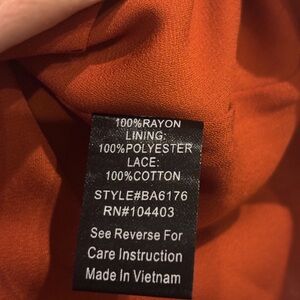 100%RAYON
LINING:
100%POLYESTER
LACE:
100%COTTON
STYLE#BA6176
RN#104403
See Reverse For
Care Instruction
Made In Vietnam